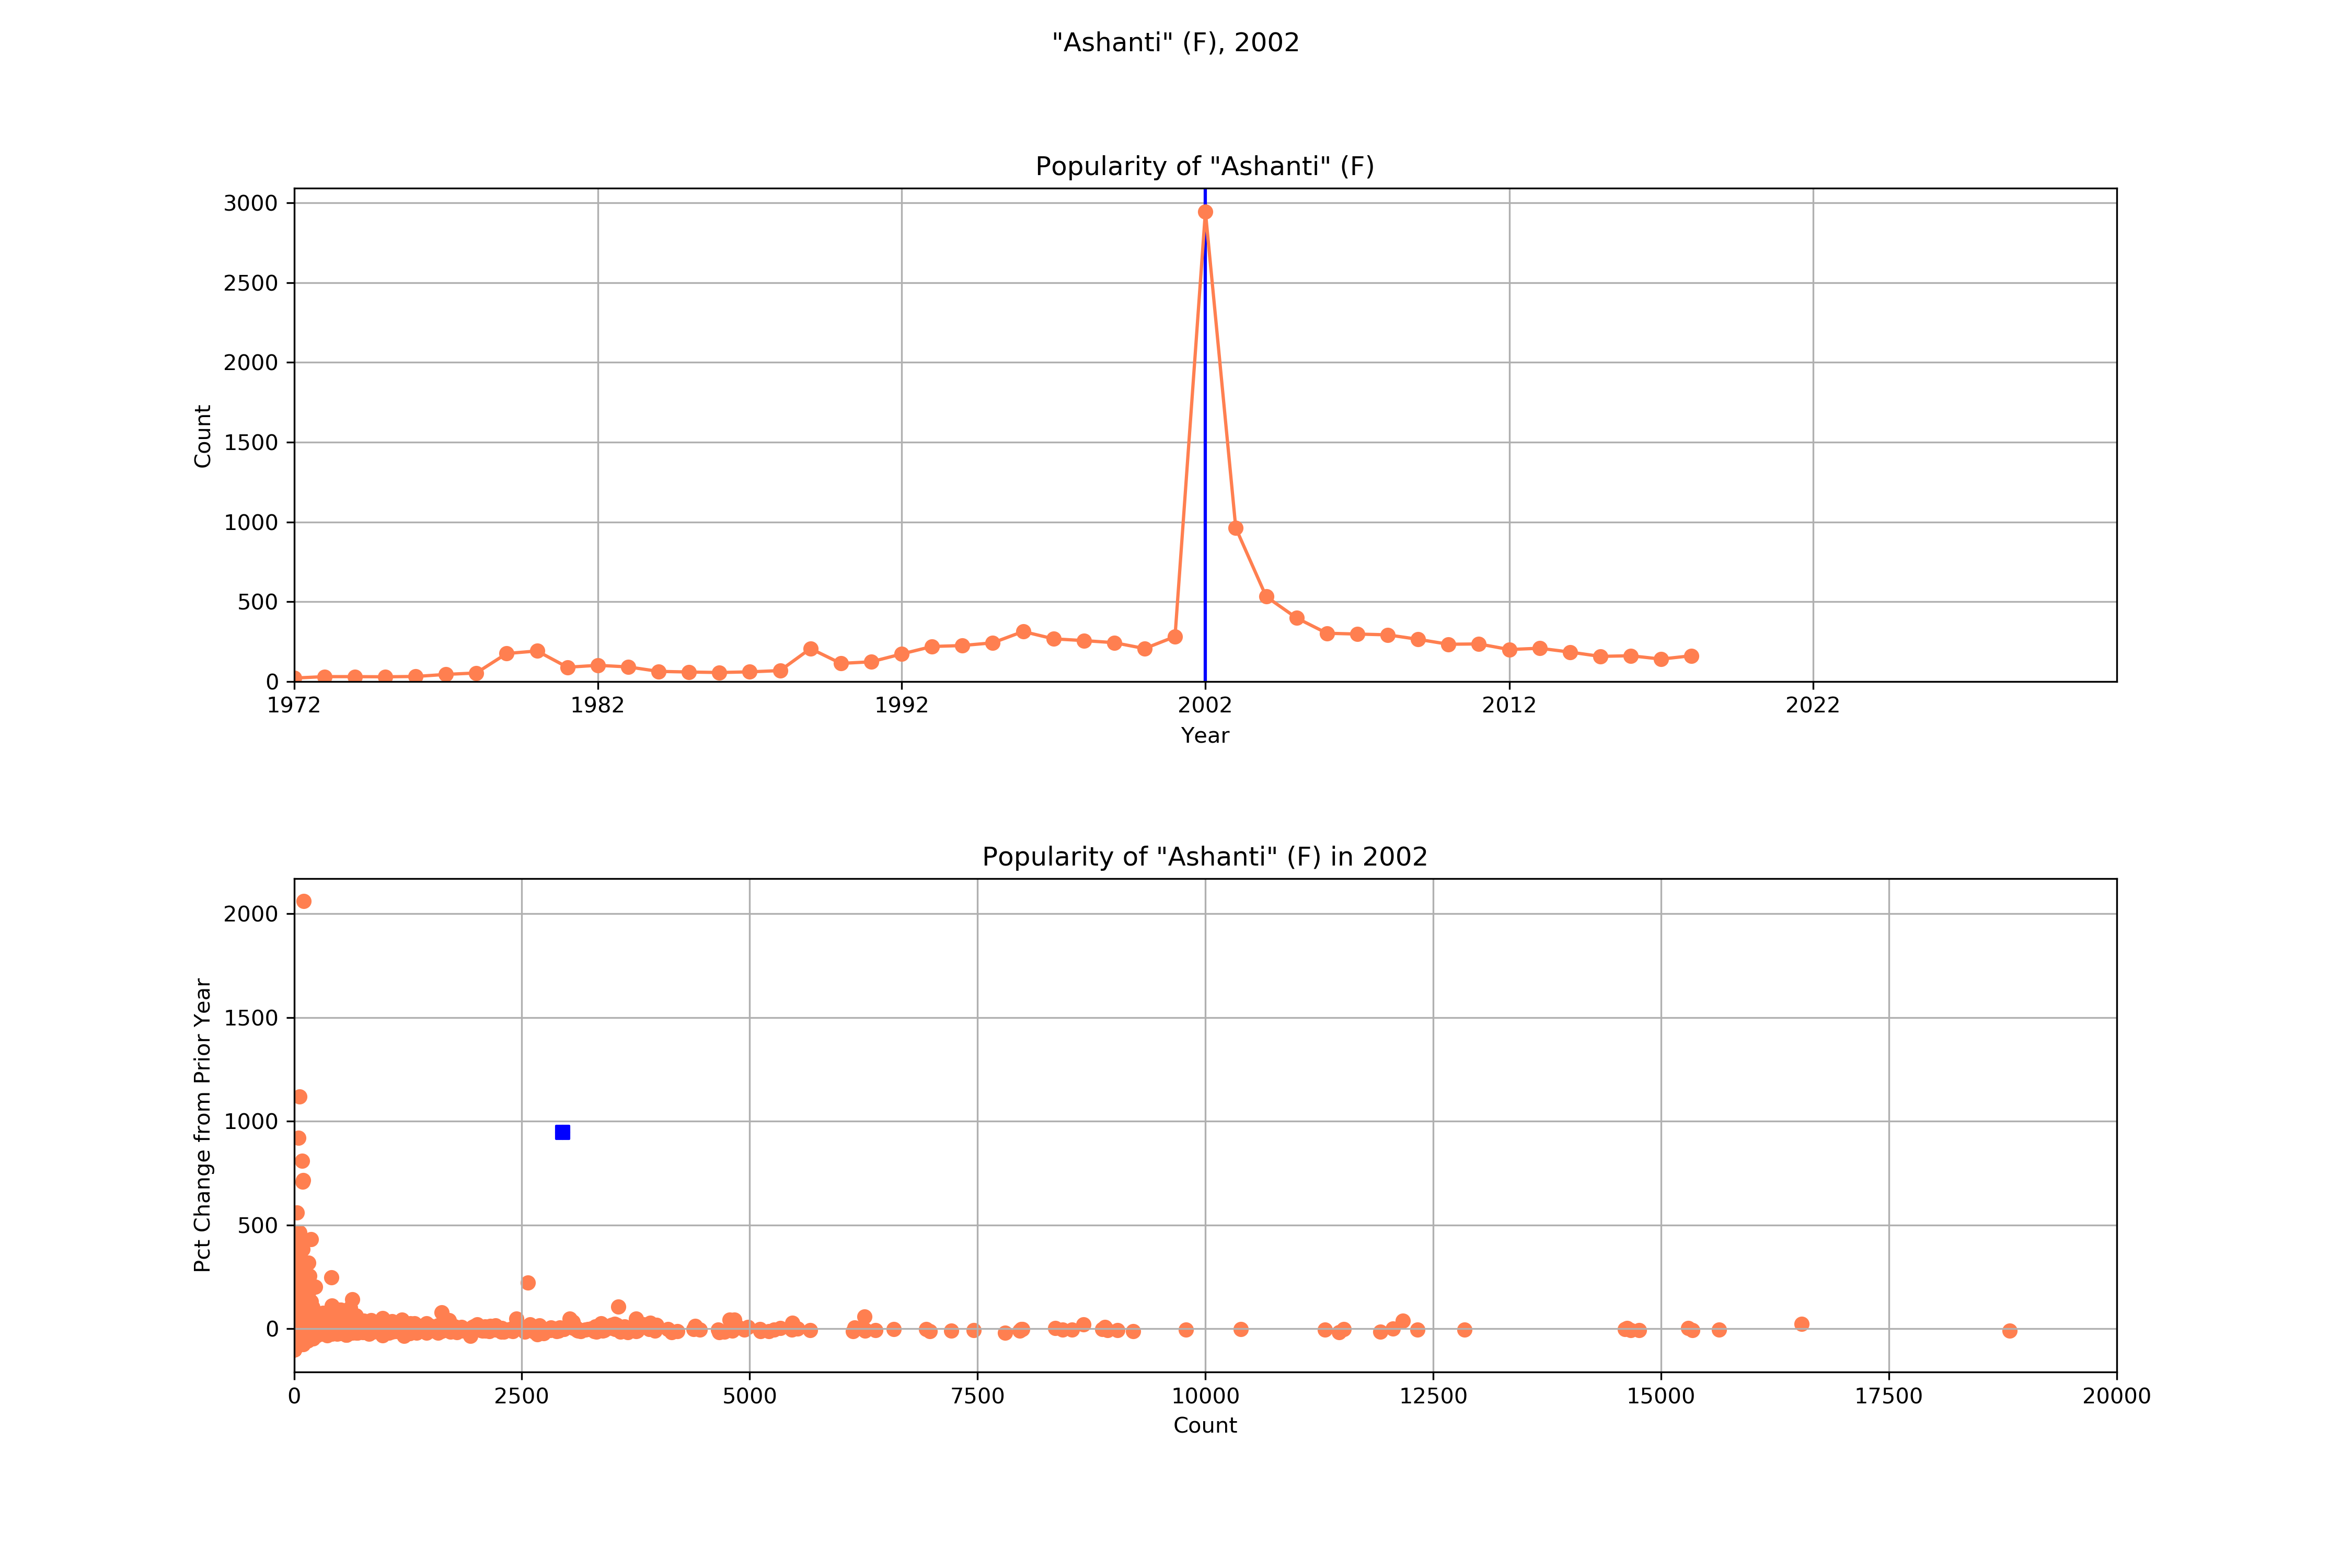 "Ashanti" (F), 2002
Popularity of "Ashanti" (F)
3000
2500
2000
1500
1000
500
0
Count
1972 1982 1992 2002 2012 2022
Year
Popularity of "Ashanti" (F) in 2002
2000
1500
1000
500
0
Pct Change from Prior Year
0 2500 5000 7500 10000 12500 15000 17500 20000
Count